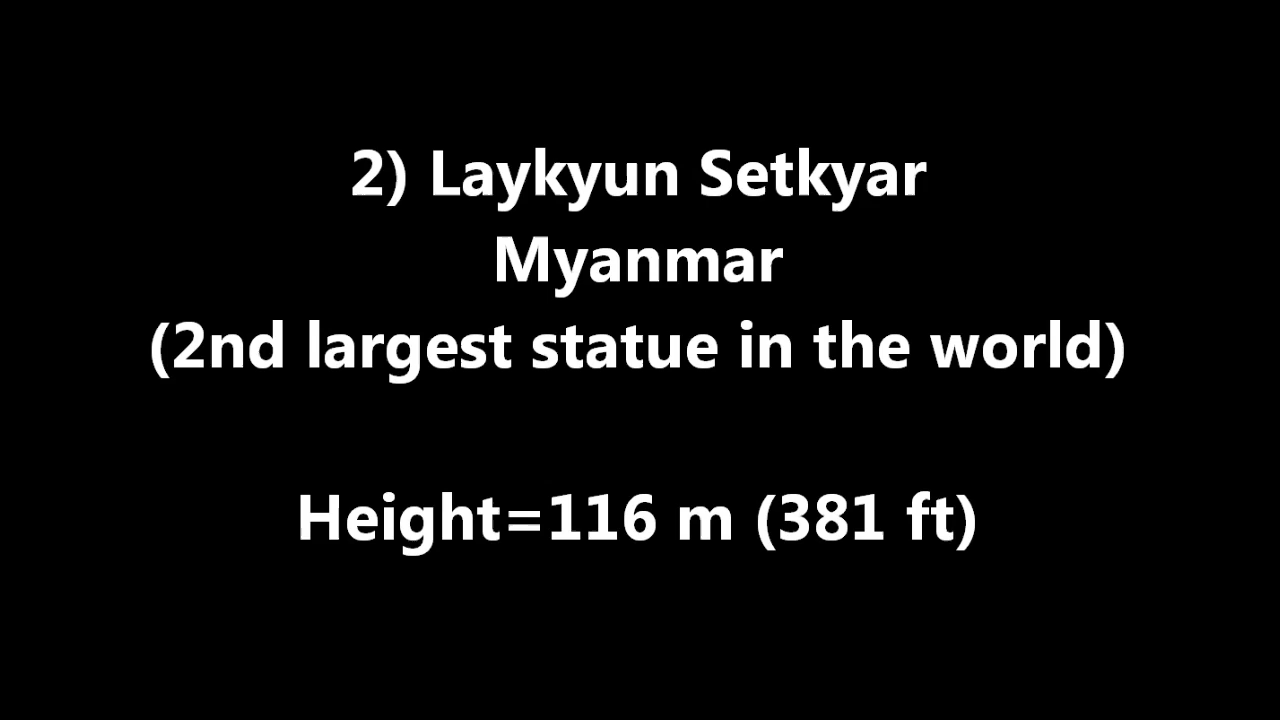 2) Laykyun Setkyar
Myanmar
(2nd largest statue in the world)
Height=116 m (381 ft)